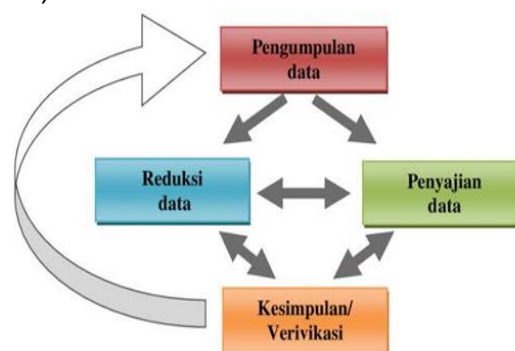 Pengumpulan
data
Reduksi
data
Penyajian
data
Kesimpulan/
Verivikasi